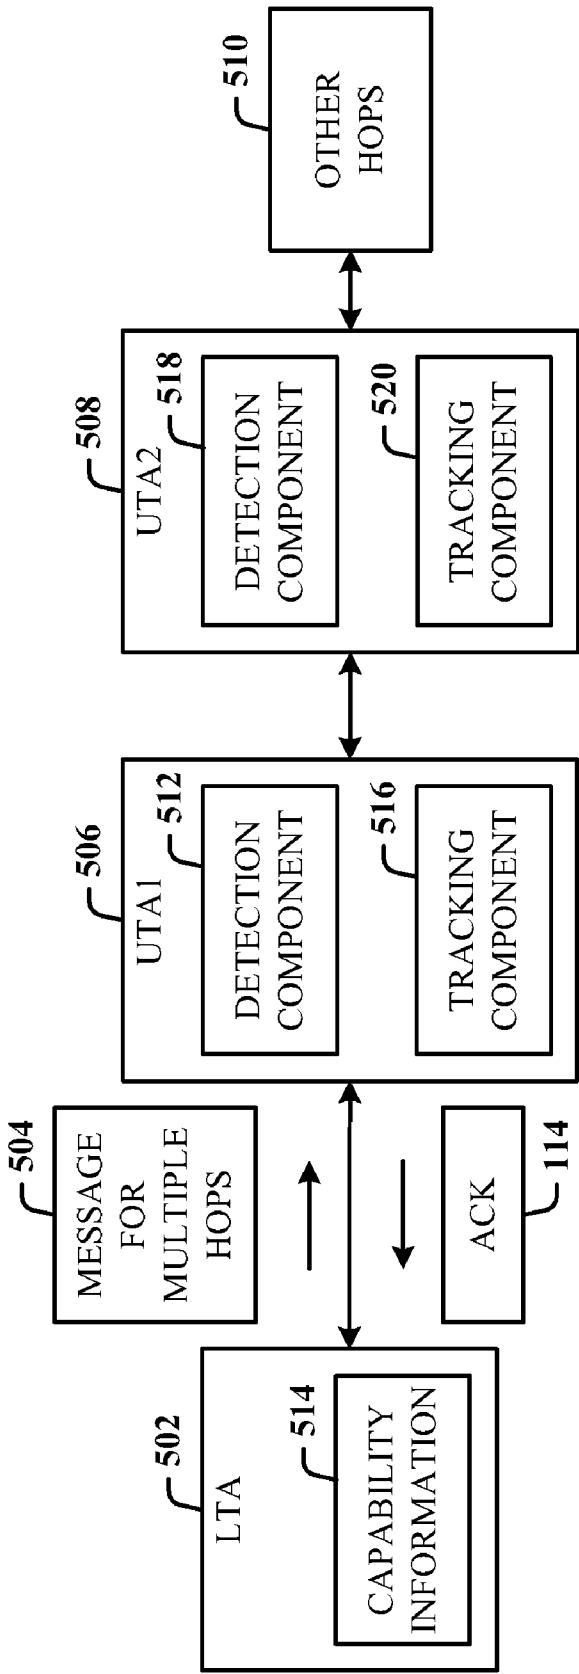 502
LTA
514
CAPABILITY
INFORMATION
504
MESSAGE
FOR
MULTIPLE
HOPS
ACK
114
506
UTA1
512
DETECTION
COMPONENT
516
TRACKING
COMPONENT
508
UTA2
518
DETECTION
COMPONENT
520
TRACKING
COMPONENT
510
OTHER
HOPS